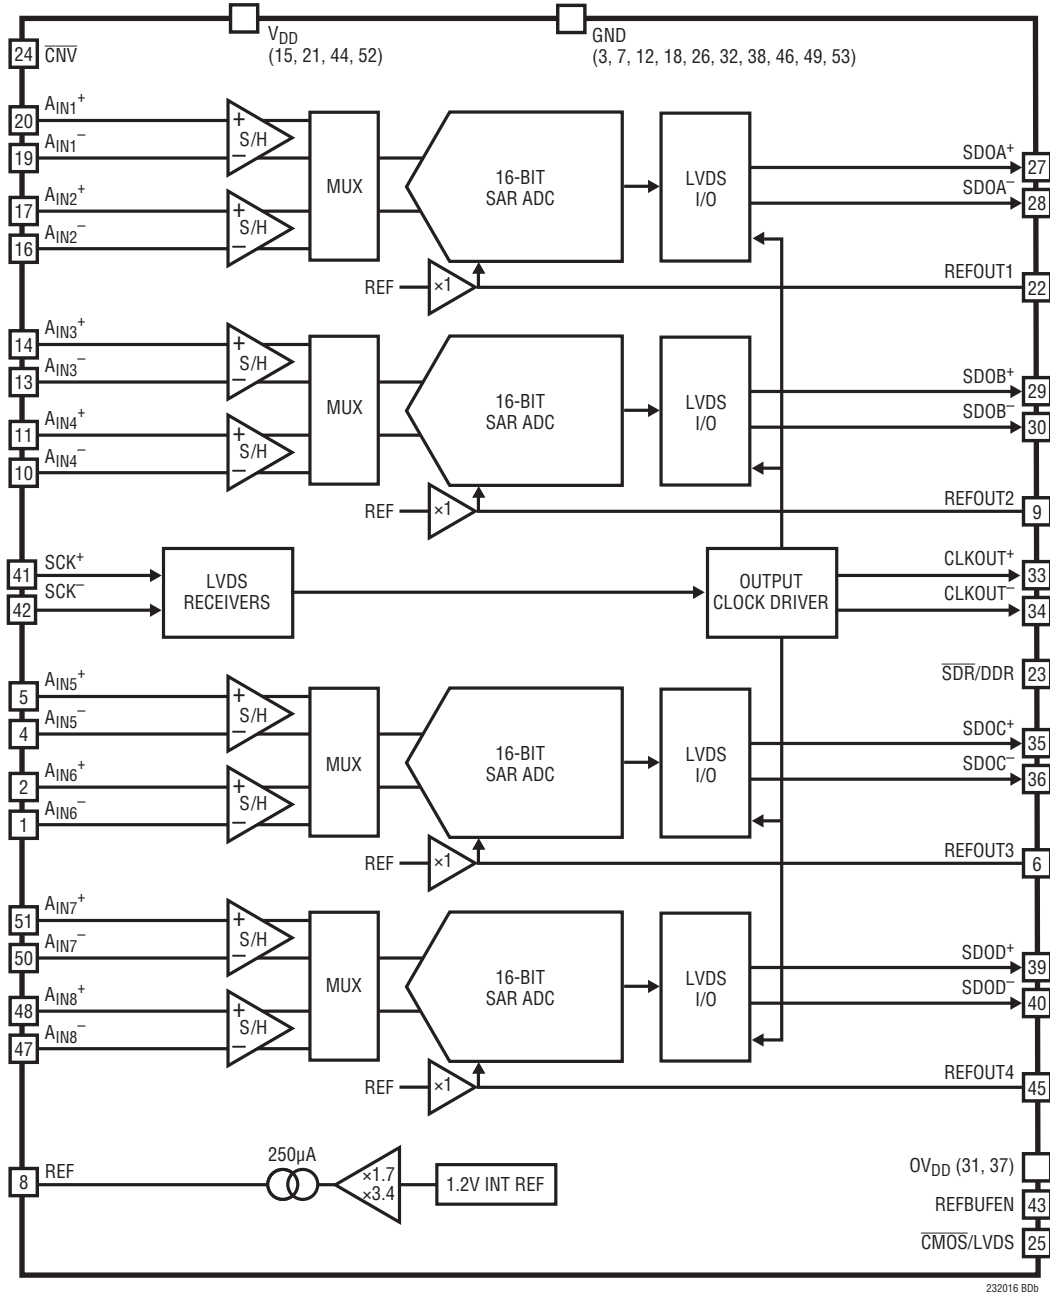 V_DD
(15, 21, 44, 52)
GND
(3, 7, 12, 18, 26, 32, 38, 46, 49, 53)
24 C̅N̅V̅
20 A_IN1⁺
19 A_IN1⁻
17 A_IN2⁺
16 A_IN2⁻
+
S/H
−
+
S/H
−
MUX
16-BIT
SAR ADC
LVDS
I/O
SDOA⁺ 27
SDOA⁻ 28
REF ×1
REFOUT1 22
14 A_IN3⁺
13 A_IN3⁻
11 A_IN4⁺
10 A_IN4⁻
+
S/H
−
+
S/H
−
MUX
16-BIT
SAR ADC
LVDS
I/O
SDOB⁺ 29
SDOB⁻ 30
REF ×1
REFOUT2 9
41 SCK⁺
42 SCK⁻
LVDS
RECEIVERS
OUTPUT
CLOCK DRIVER
CLKOUT⁺ 33
CLKOUT⁻ 34
S̅D̅R̅/DDR 23
5 A_IN5⁺
4 A_IN5⁻
2 A_IN6⁺
1 A_IN6⁻
+
S/H
−
+
S/H
−
MUX
16-BIT
SAR ADC
LVDS
I/O
SDOC⁺ 35
SDOC⁻ 36
REF ×1
REFOUT3 6
51 A_IN7⁺
50 A_IN7⁻
48 A_IN8⁺
47 A_IN8⁻
+
S/H
−
+
S/H
−
MUX
16-BIT
SAR ADC
LVDS
I/O
SDOD⁺ 39
SDOD⁻ 40
REF ×1
REFOUT4 45
8 REF
250µA
×1.7
×3.4
1.2V INT REF
OV_DD (31, 37)
REFBUFEN 43
C̅M̅O̅S̅/LVDS 25
232016 BDb